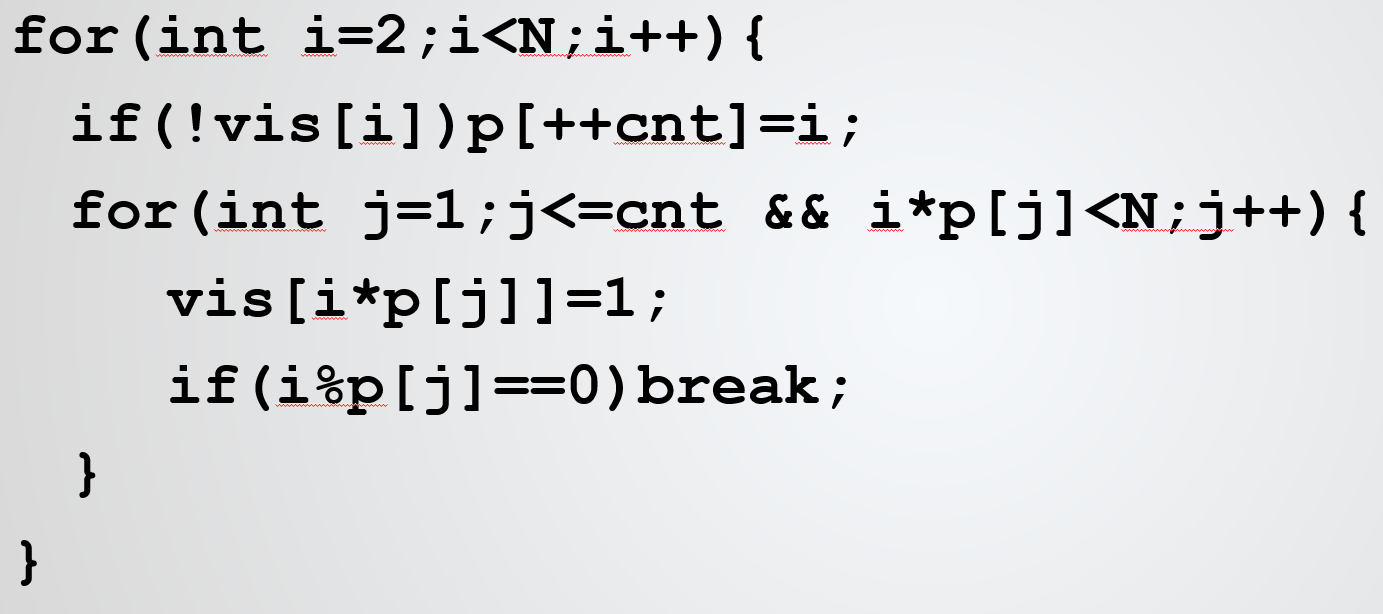 for(int i=2;i<N;i++){
if(!vis[i])p[++cnt]=i;
for(int j=1;j<=cnt && i*p[j]<N;j++){
vis[i*p[j]]=1;
if(i%p[j]==0)break;
}
}